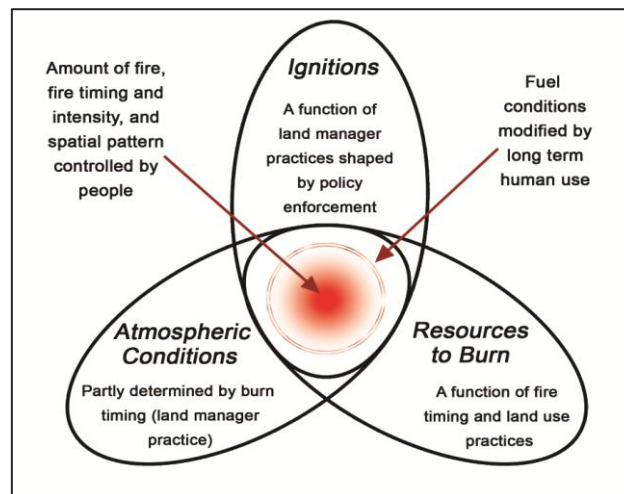 Amount of fire,
fire timing and
intensity, and
spatial pattern
controlled by
people
Ignitions
A function of
land manager
practices shaped
by policy
enforcement
Fuel
conditions
modified by
long term
human use
Atmospheric
Conditions
Partly determined by burn
timing (land manager
practice)
Resources
to Burn
A function of fire
timing and land use
practices